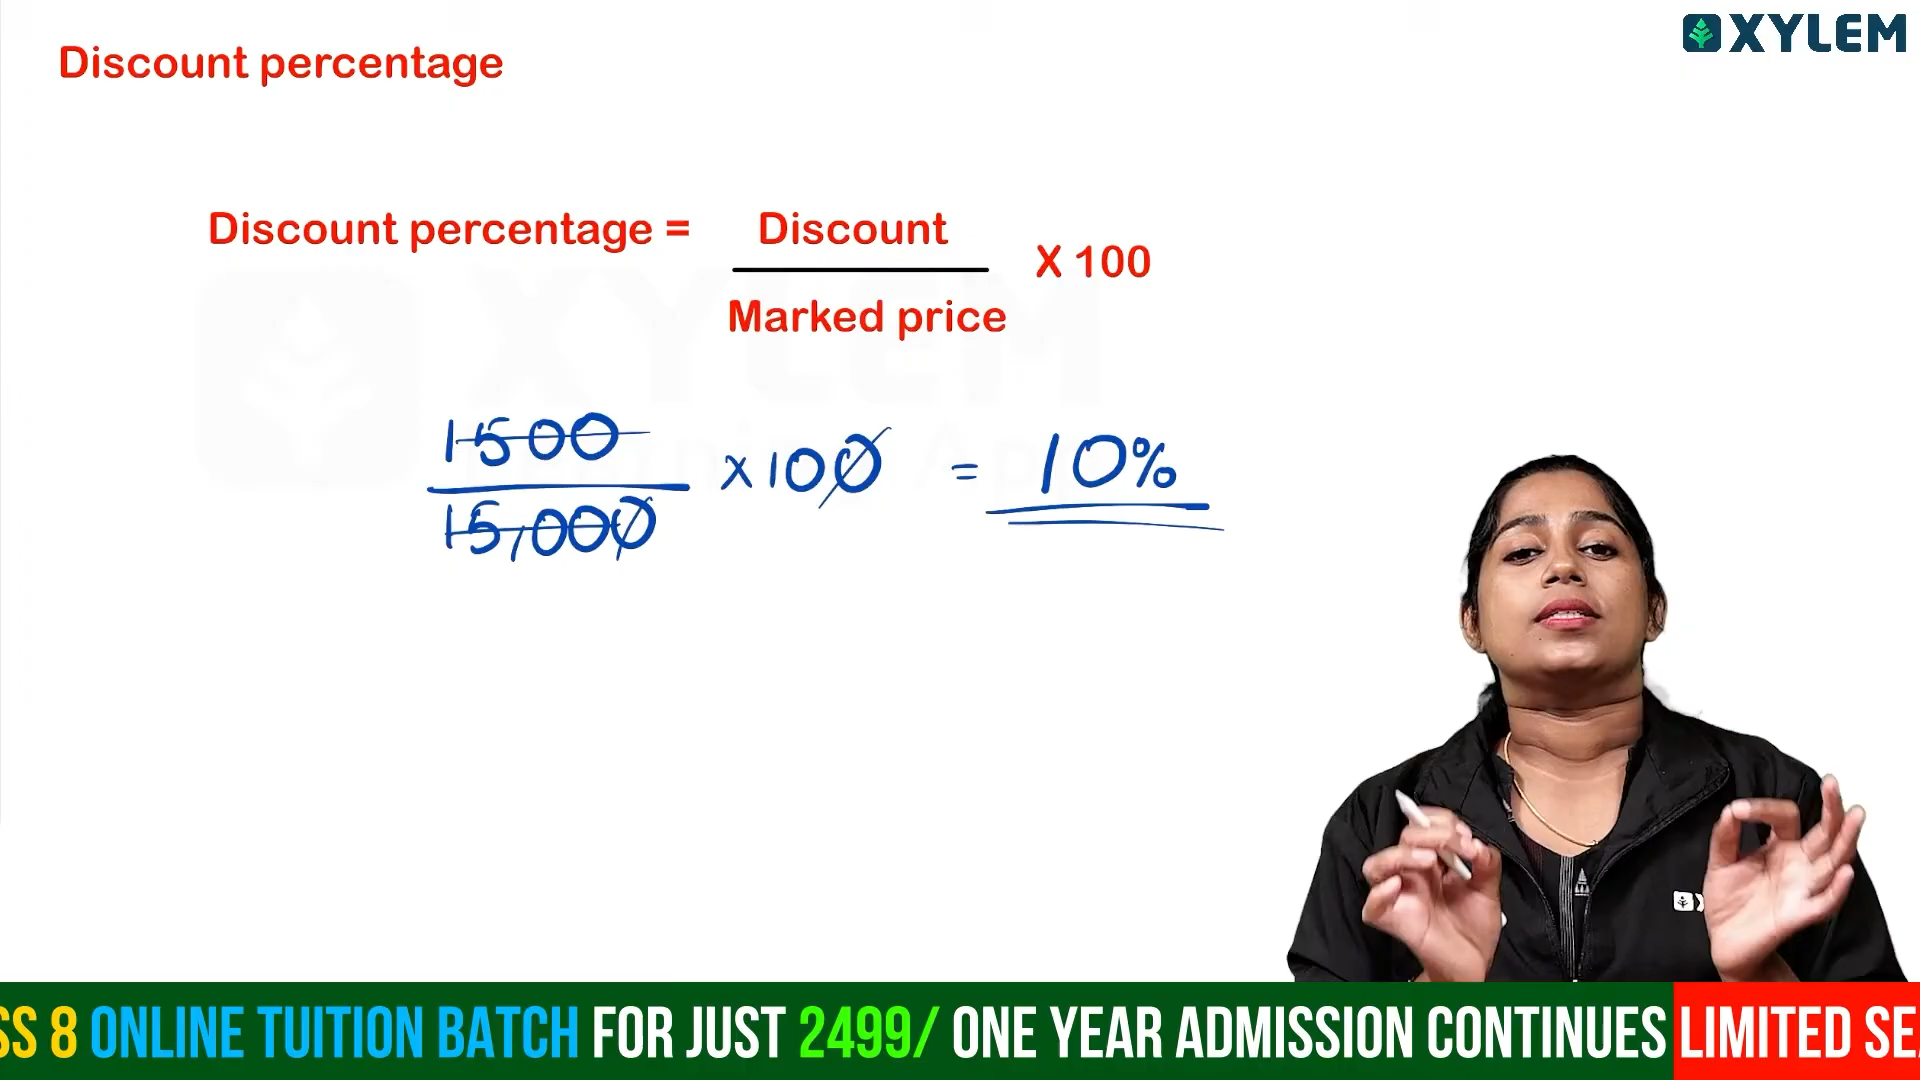 XYLEM
Discount percentage
Discount percentage = Discount
X 100
Marked price
1500
× 100 = 10%
15,000
SS 8 ONLINE TUITION BATCH FOR JUST 2499/ ONE YEAR ADMISSION CONTINUES LIMITED SE